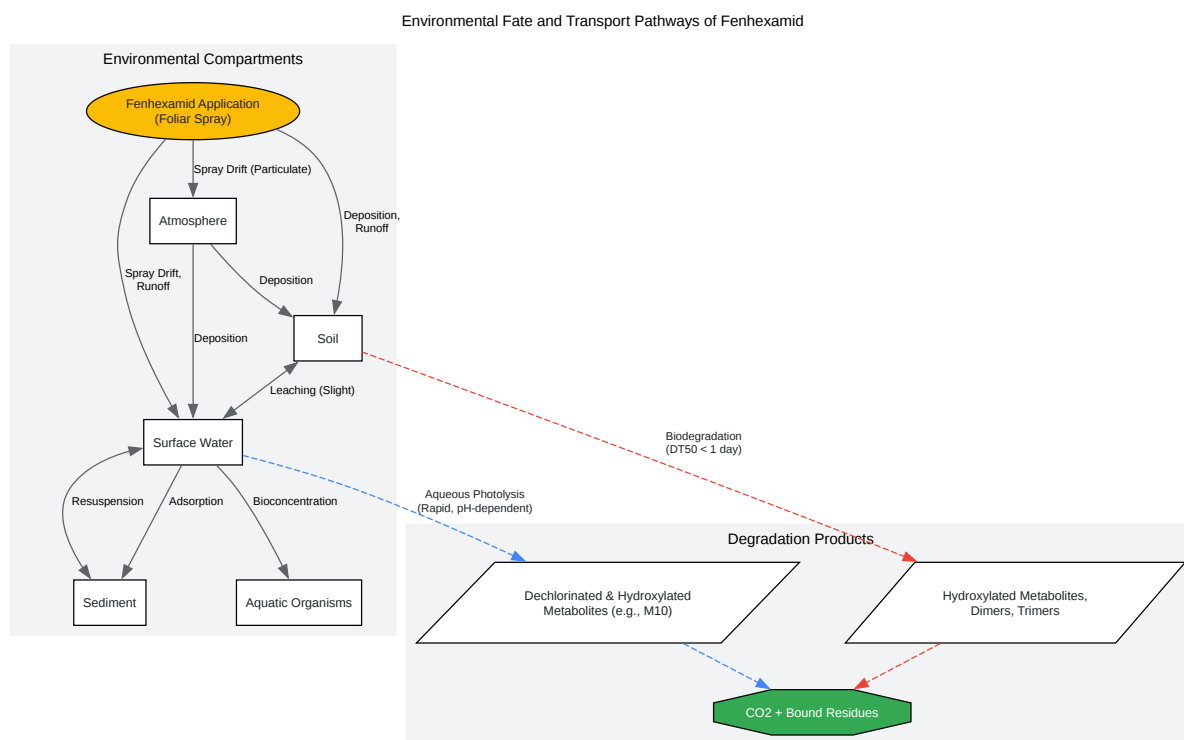 Environmental Fate and Transport Pathways of Fenhexamid
Environmental Compartments
Fenhexamid Application
(Foliar Spray)
Spray Drift (Particulate)
Atmosphere
Deposition,
Runoff
Spray Drift,
Runoff
Deposition
Deposition
Soil
Leaching (Slight)
Surface Water
Biodegradation
(DT50 < 1 day)
Resuspension
Adsorption
Bioconcentration
Aqueous Photolysis
(Rapid, pH-dependent)
Degradation Products
Sediment
Aquatic Organisms
Dechlorinated & Hydroxylated
Metabolites (e.g., M10)
Hydroxylated Metabolites,
Dimers, Trimers
CO2 + Bound Residues